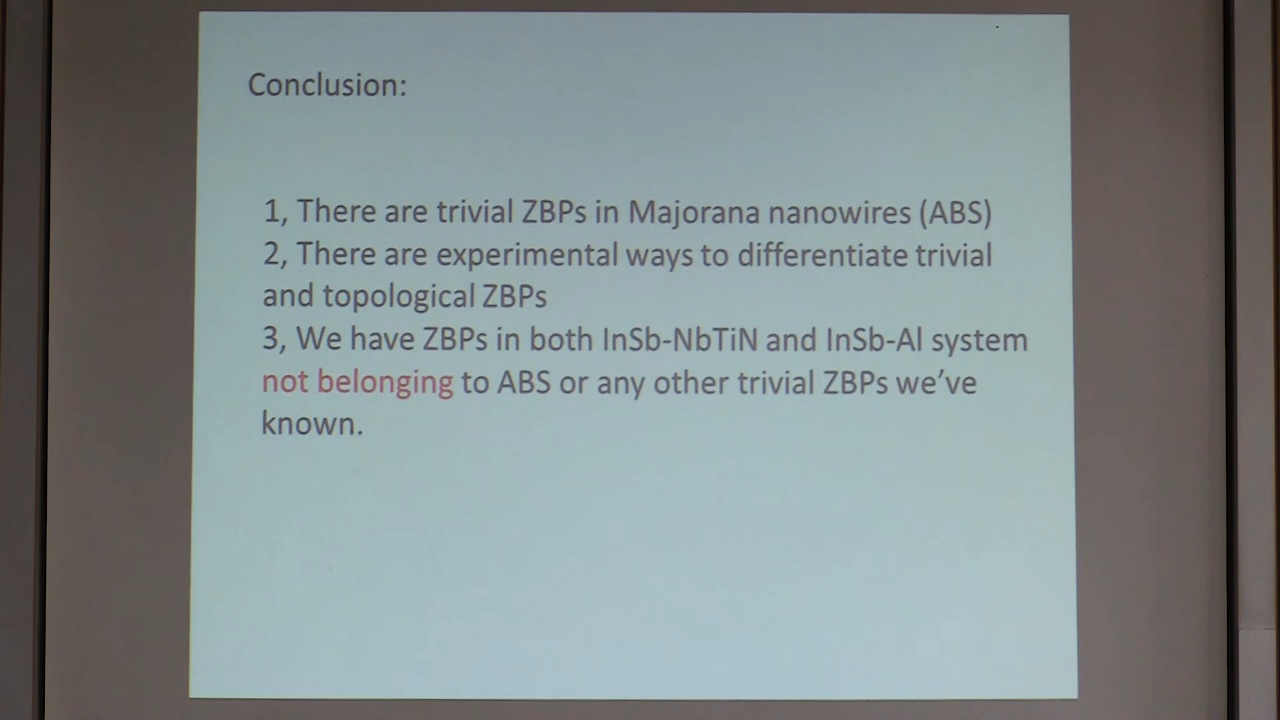 Conclusion:
1, There are trivial ZBPs in Majorana nanowires (ABS)
2, There are experimental ways to differentiate trivial
and topological ZBPs
3, We have ZBPs in both InSb-NbTiN and InSb-Al system
not belonging to ABS or any other trivial ZBPs we’ve
known.